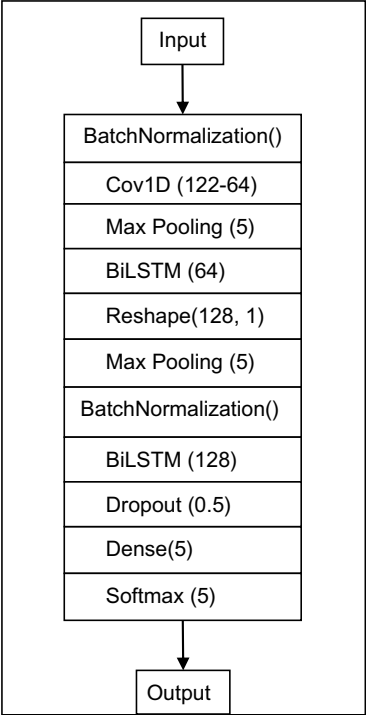 Input
BatchNormalization()
Cov1D (122-64)
Max Pooling (5)
BiLSTM (64)
Reshape(128, 1)
Max Pooling (5)
BatchNormalization()
BiLSTM (128)
Dropout (0.5)
Dense(5)
Softmax (5)
Output